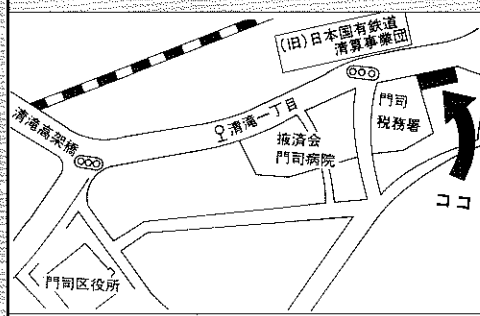 (旧)日本国有鉄道
清算事業団
清滝高架橋
清滝一丁目
門司
税務署
掖済会
門司病院
ココ
門司区役所